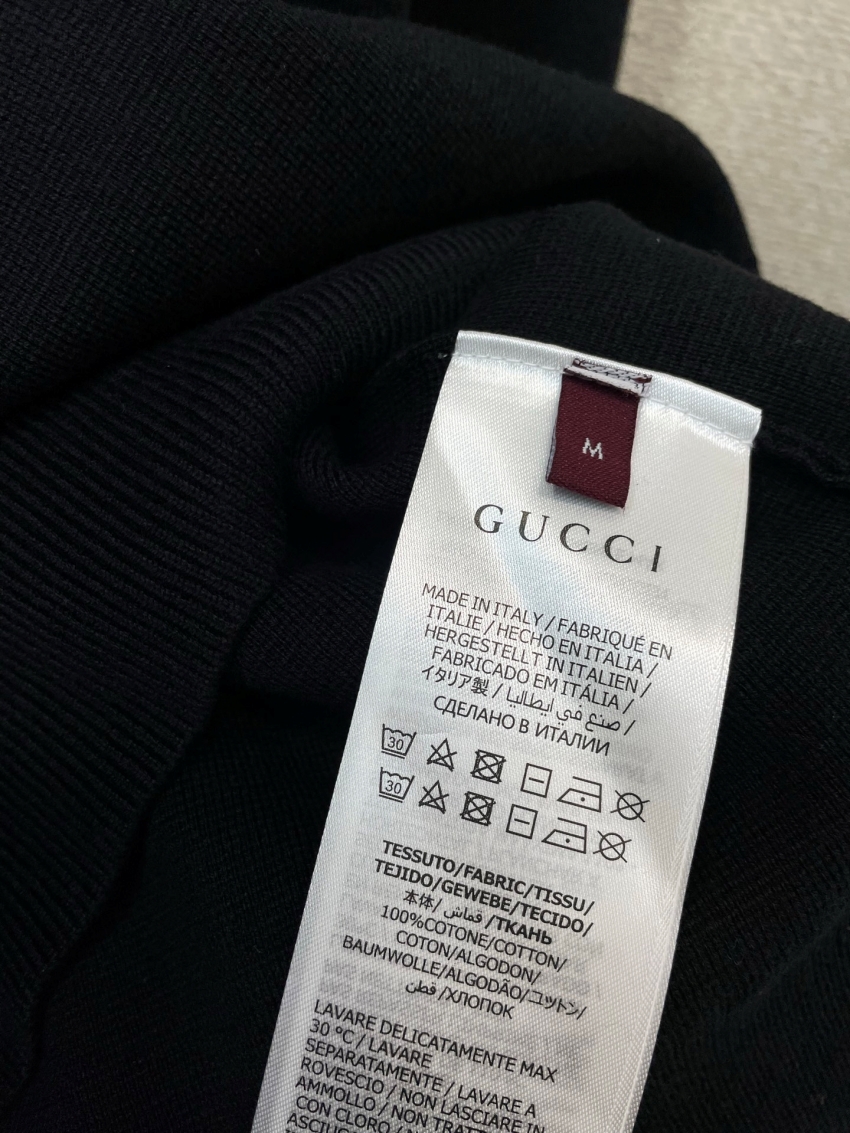 M
GUCCI
MADE IN ITALY / FABRIQUÉ EN
ITALIE / HECHO EN ITALIA /
HERGESTELLT IN ITALIEN /
FABRICADO EM ITÁLIA /
イタリア製 / صنع في ايطاليا /
СДЕЛАНО В ИТАЛИИ
30
30
TESSUTO/FABRIC/TISSU/
TEJIDO/GEWEBE/TECIDO/
本体/ قماش /ТКАНЬ
100%COTONE/COTTON/
COTON/ALGODON/
BAUMWOLLE/ALGODÃO/コットン/
قطن /ХЛОПОК
LAVARE DELICATAMENTE MAX
30 °C / LAVARE
SEPARATAMENTE / LAVARE A
ROVESCIO / NON LASCIARE IN
AMMOLLO / NON TRATTARE
CON CLORO /